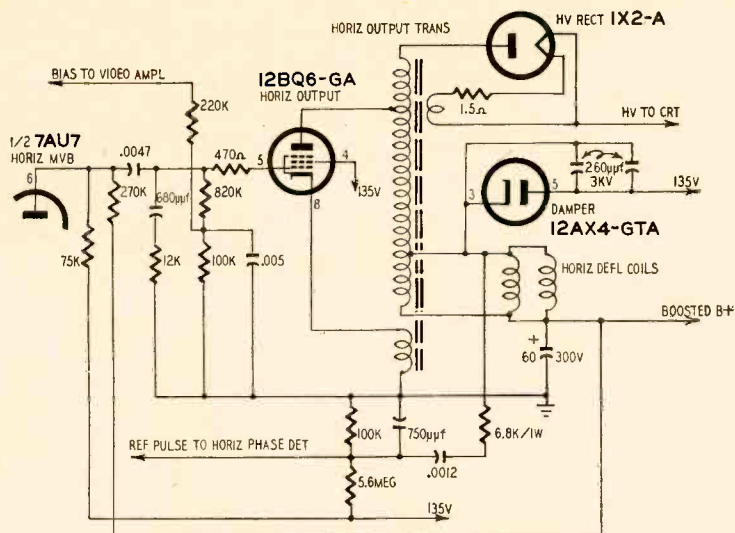 HORIZ OUTPUT TRANS
HV RECT 1X2-A
BIAS TO VIDEO AMPL
12BQ6-GA
HORIZ OUTPUT
220K
1.5Ω
HV TO CRT
1/2 7AU7
HORIZ MVB
6
.0047
470Ω
5
4
135V
8
270K
680µµf
820K
3
5
260µµf
3KV
135V
DAMPER
12AX4-GTA
75K
12K
100K
.005
HORIZ DEFL COILS
BOOSTED B+
+
60
300V
100K
750µµf
6.8K/1W
REF PULSE TO HORIZ PHASE DET
.0012
5.6MEG
135V